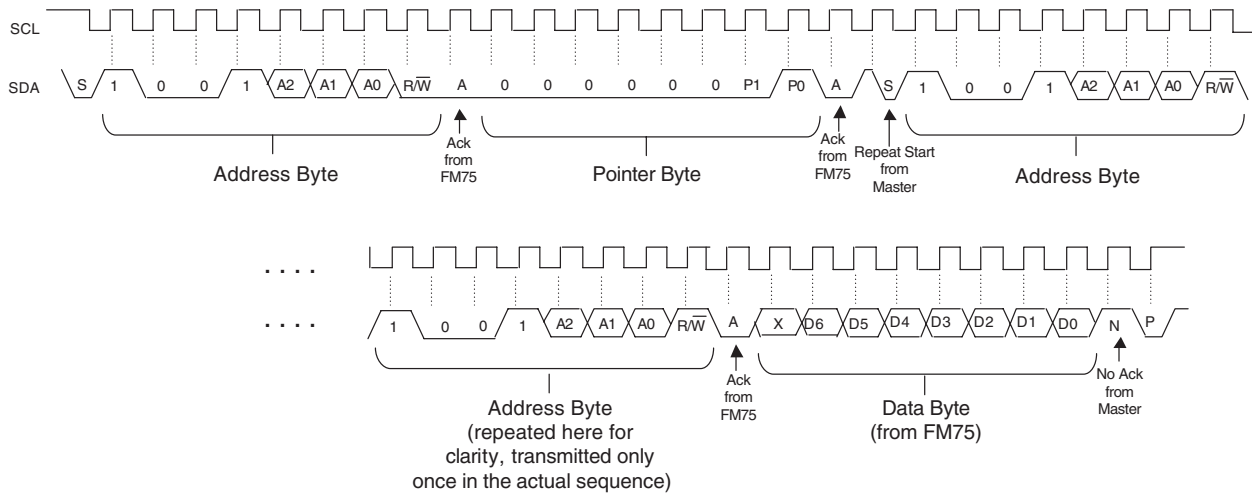 SCL
SDA S 1 0 0 1 A2 A1 A0 R/W̅ A 0 0 0 0 0 0 P1 P0 A S 1 0 0 1 A2 A1 A0 R/W̅
Address Byte
Ack
from
FM75
Pointer Byte
Ack
from
FM75
Repeat Start
from
Master
Address Byte
. . . .
. . . . 1 0 0 1 A2 A1 A0 R/W̅ A X D6 D5 D4 D3 D2 D1 D0 N P
Address Byte
(repeated here for
clarity, transmitted only
once in the actual sequence)
Ack
from
FM75
Data Byte
(from FM75)
No Ack
from
Master